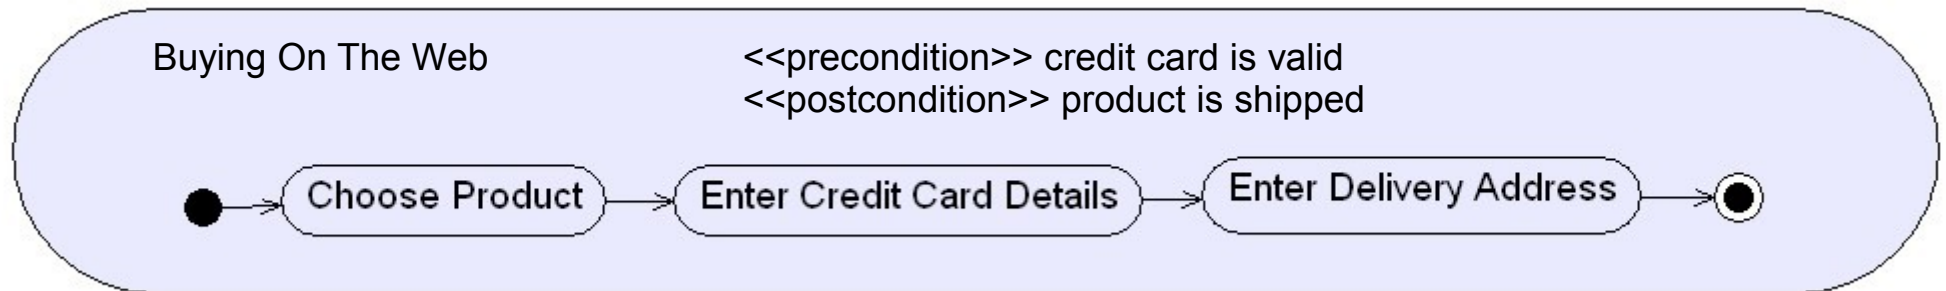 Buying On The Web
<<precondition>> credit card is valid
<<postcondition>> product is shipped
Choose Product
Enter Credit Card Details
Enter Delivery Address